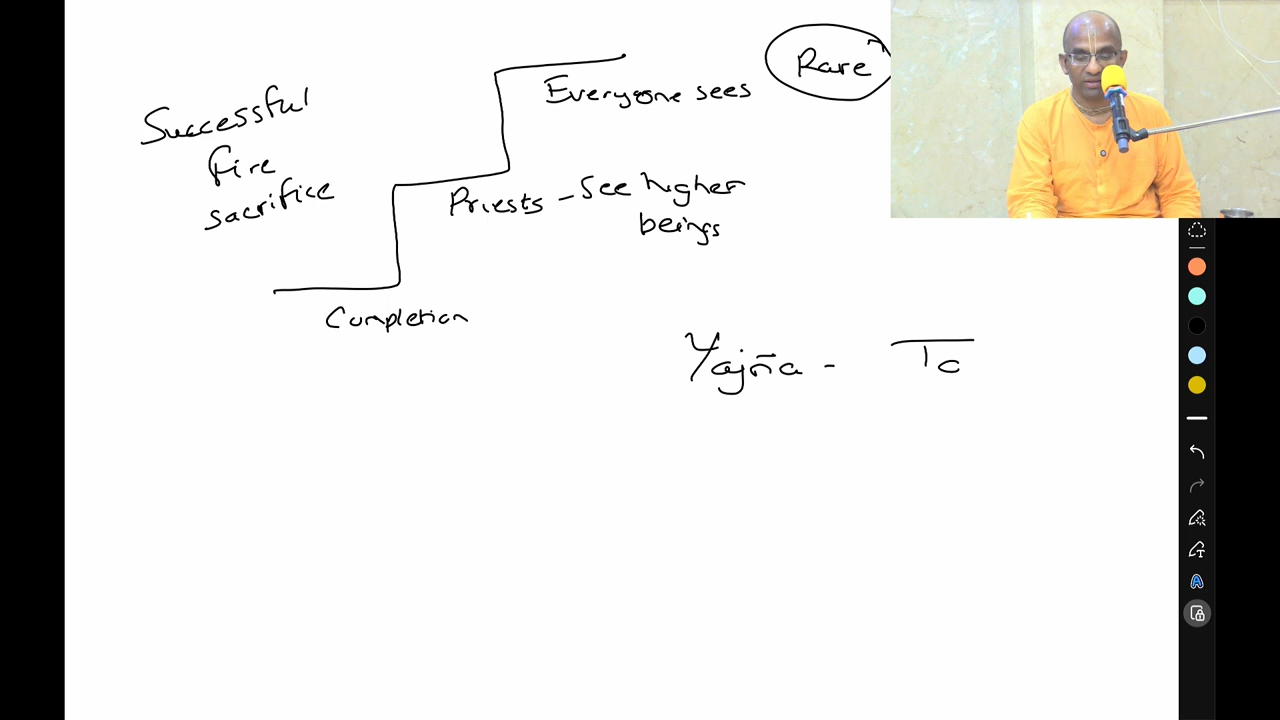 Successful
fire
sacrifice
Everyone sees
Rare
Priests - See higher
beings
Completion
Yajña - To